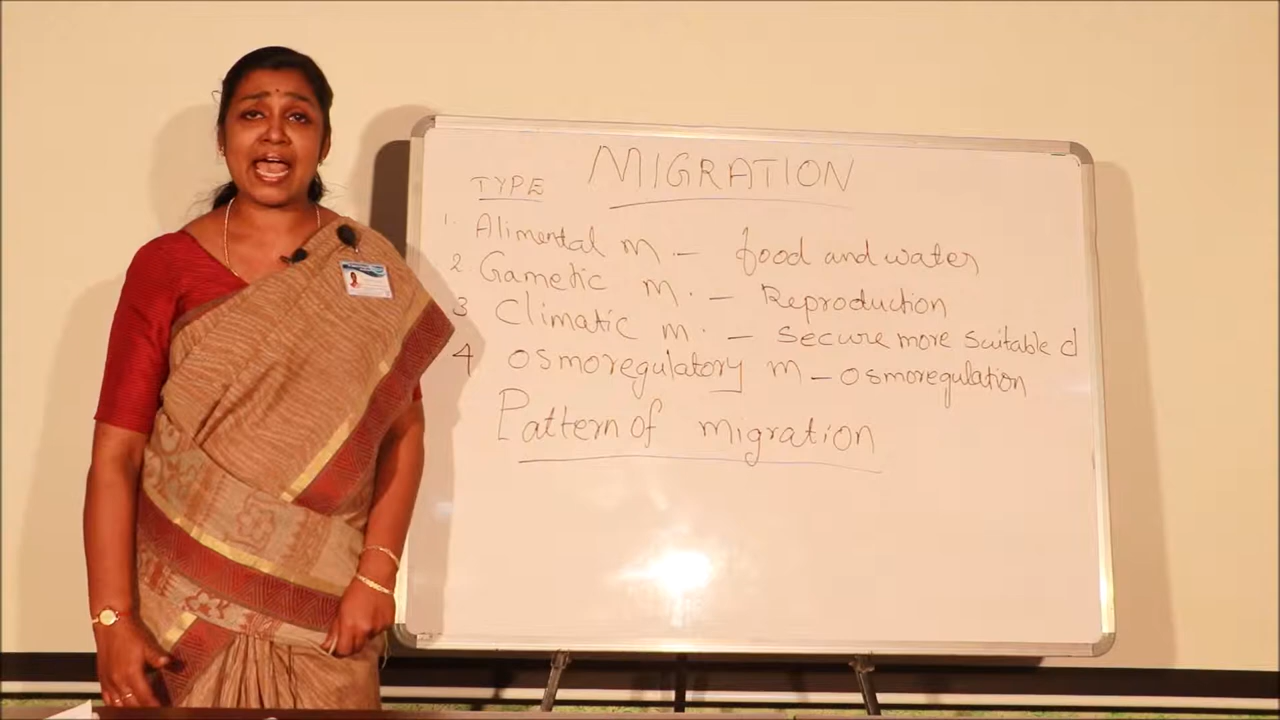 MIGRATION
TYPE
1. Alimental m. - food and water
2 Gametic m. - Reproduction
3 Climatic m. - Secure more suitable d
4 Osmoregulatory m - Osmoregulation
Pattern of migration